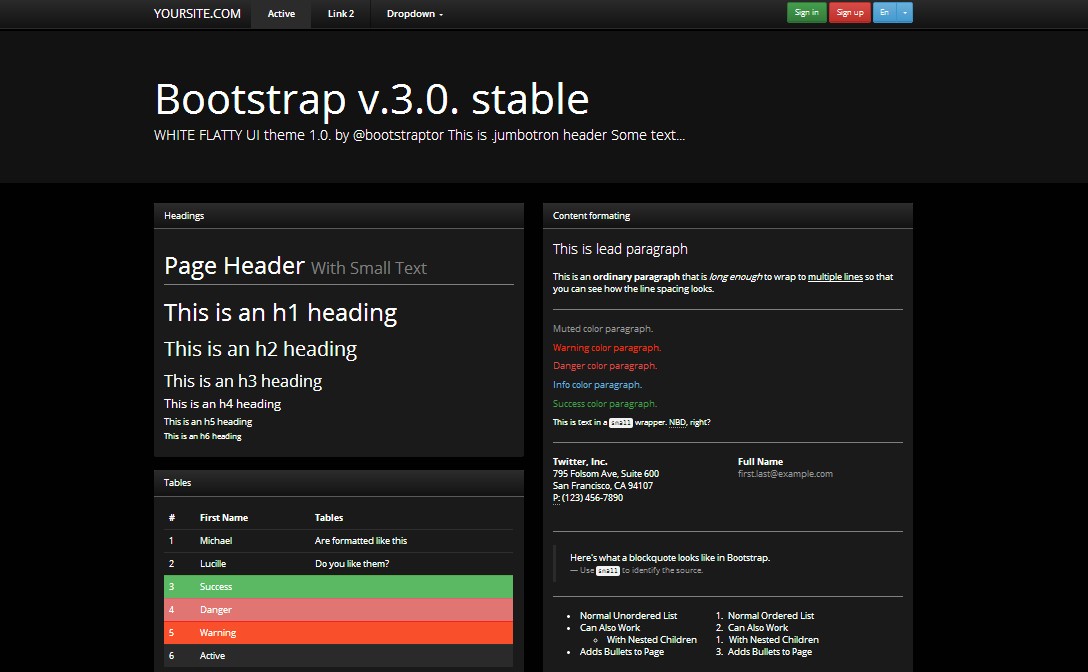 YOURSITE.COM Active Link 2 Dropdown Sign in Sign up En
Bootstrap v.3.0. stable
WHITE FLATTY UI theme 1.0. by @bootstraptor This is .jumbotron header Some text...
Headings
Page Header With Small Text
This is an h1 heading
This is an h2 heading
This is an h3 heading
This is an h4 heading
This is an h5 heading
This is an h6 heading
Tables
# First Name Tables
1 Michael Are formatted like this
2 Lucille Do you like them?
3 Success
4 Danger
5 Warning
6 Active
Content formating
This is lead paragraph
This is an ordinary paragraph that is long enough to wrap to multiple lines so that
you can see how the line spacing looks.
Muted color paragraph.
Warning color paragraph.
Danger color paragraph.
Info color paragraph.
Success color paragraph.
This is text in a small wrapper. NBD, right?
Twitter, Inc.
795 Folsom Ave, Suite 600
San Francisco, CA 94107
P: (123) 456-7890
Full Name
first.last@example.com
Here's what a blockquote looks like in Bootstrap.
— Use small to identify the source.
Normal Unordered List
Can Also Work
With Nested Children
Adds Bullets to Page
1. Normal Ordered List
2. Can Also Work
1. With Nested Children
3. Adds Bullets to Page